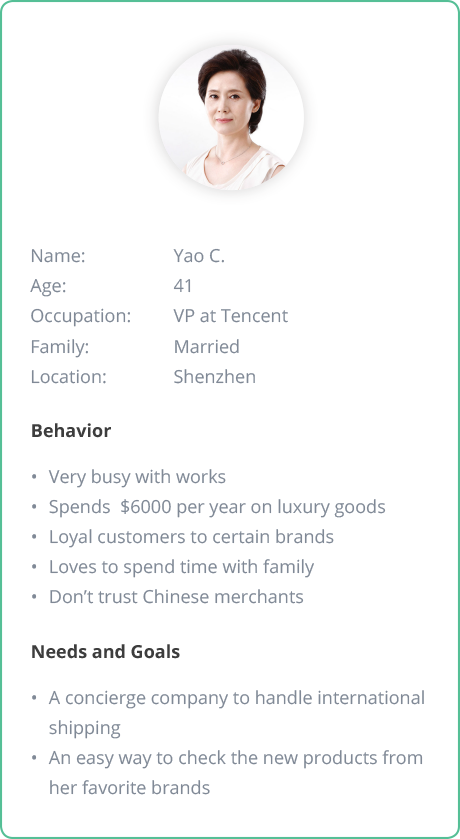 Name: Yao C.
Age: 41
Occupation: VP at Tencent
Family: Married
Location: Shenzhen
Behavior
• Very busy with works
• Spends  $6000 per year on luxury goods
• Loyal customers to certain brands
• Loves to spend time with family
• Don’t trust Chinese merchants
Needs and Goals
• A concierge company to handle international
shipping
• An easy way to check the new products from
her favorite brands